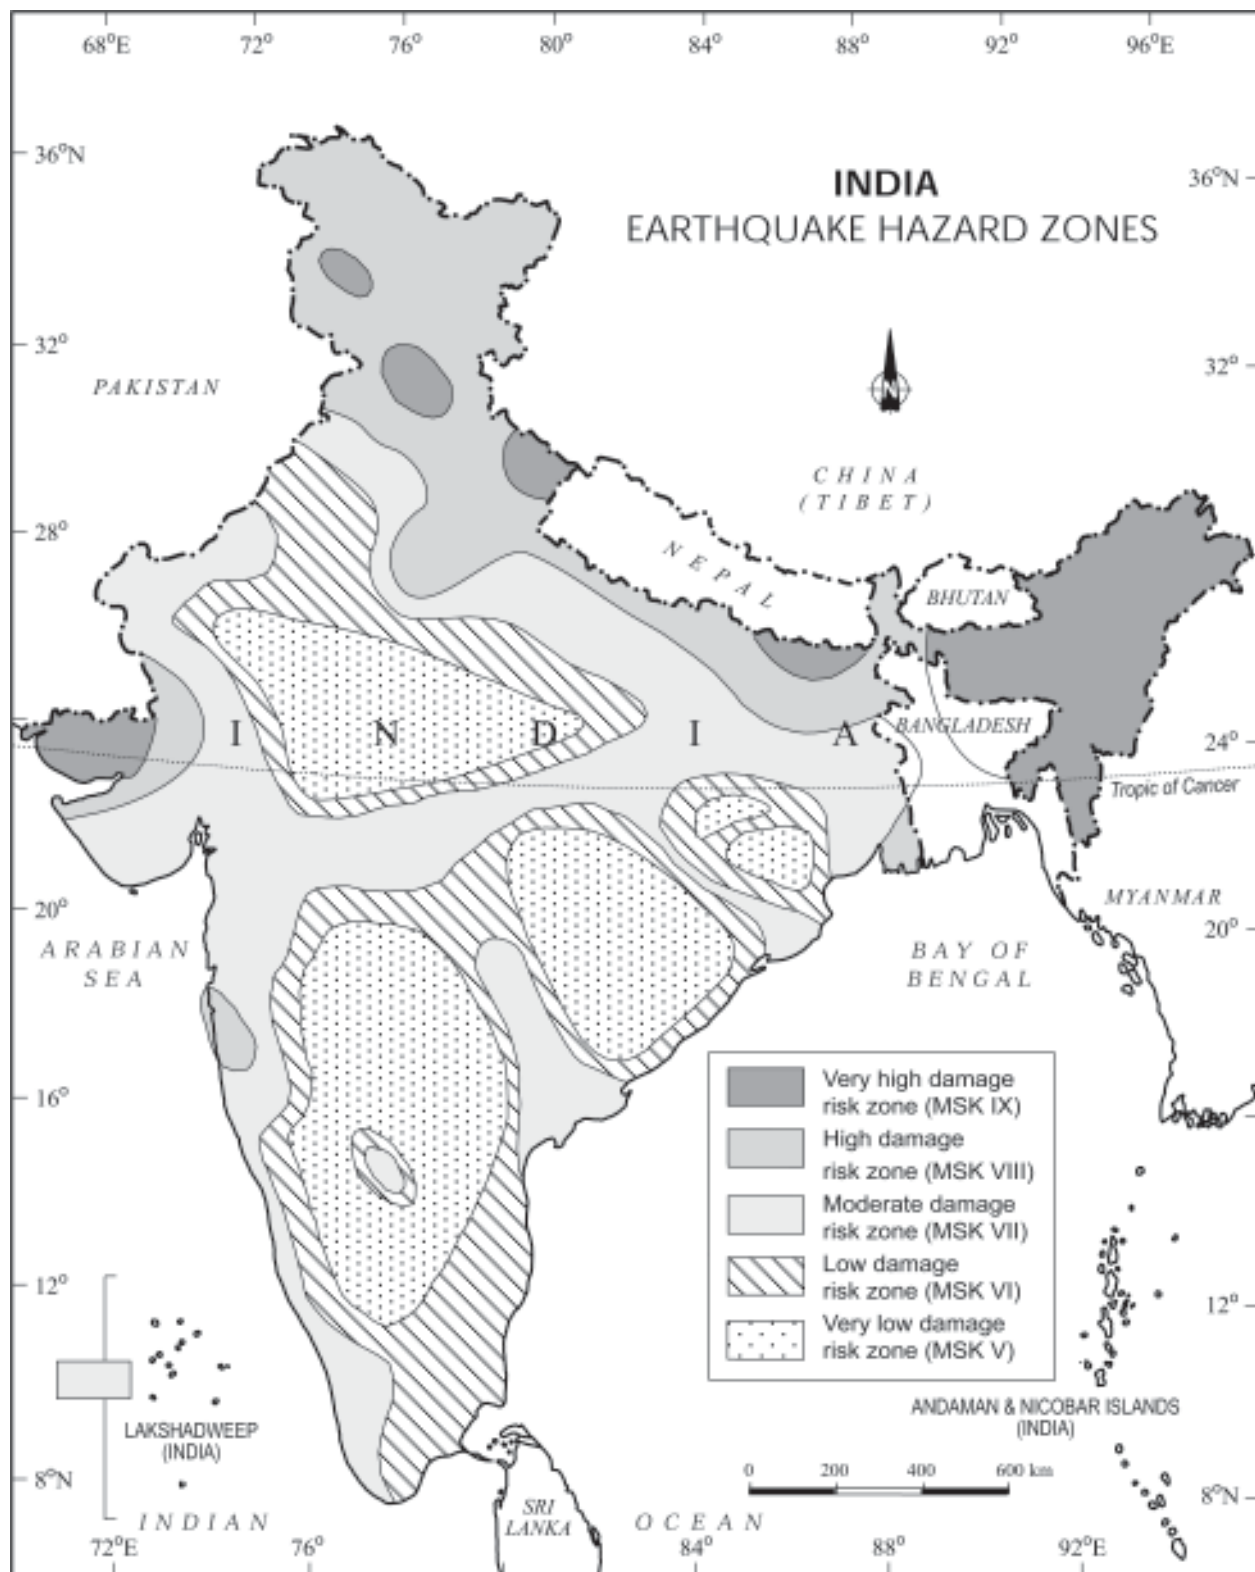 68°E 72° 76° 80° 84° 88° 92° 96°E
36°N
36°N
INDIA
EARTHQUAKE HAZARD ZONES
32°
32°
PAKISTAN
N
CHINA
(TIBET)
28°
NEPAL
BHUTAN
I N D I A
BANGLADESH
24°
Tropic of Cancer
20°
MYANMAR
20°
ARABIAN
SEA
BAY OF
BENGAL
16°
Very high damage
risk zone (MSK IX)
High damage
risk zone (MSK VIII)
Moderate damage
risk zone (MSK VII)
Low damage
risk zone (MSK VI)
Very low damage
risk zone (MSK V)
12°
12°
LAKSHADWEEP
(INDIA)
ANDAMAN & NICOBAR ISLANDS
(INDIA)
0 200 400 600 km
8°N
8°N
SRI
LANKA
INDIAN OCEAN
72°E 76° 84° 88° 92°E